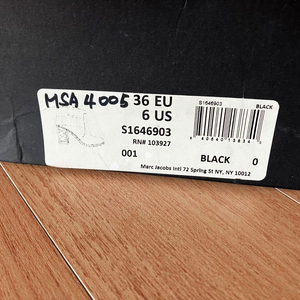 MSA 4005 36 EU
6 US
S1646903
RN# 103927
001 BLACK 0
Marc Jacobs Intl 72 Spring St NY, NY 10012
S1646903
BLACK